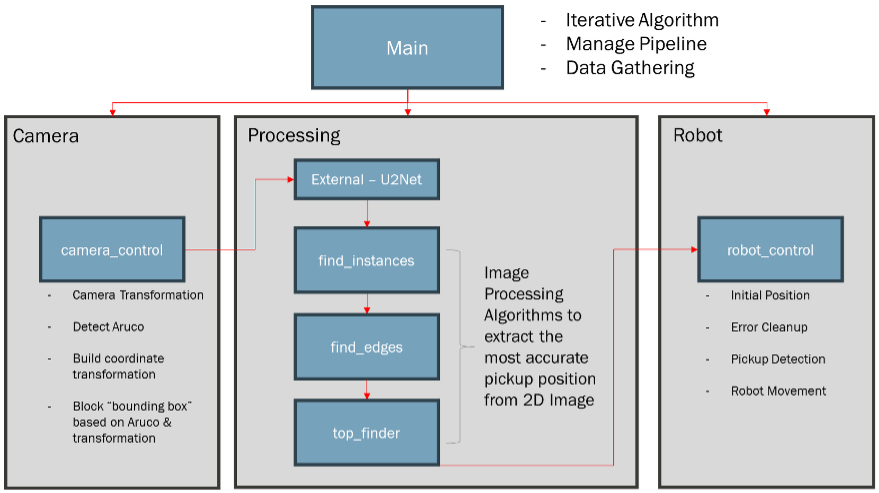 Main
- Iterative Algorithm
- Manage Pipeline
- Data Gathering
Camera
camera_control
- Camera Transformation
- Detect Aruco
- Build coordinate
transformation
- Block “bounding box”
based on Aruco &
transformation
Processing
External – U2Net
find_instances
find_edges
top_finder
Image
Processing
Algorithms to
extract the
most accurate
pickup position
from 2D Image
Robot
robot_control
- Initial Position
- Error Cleanup
- Pickup Detection
- Robot Movement